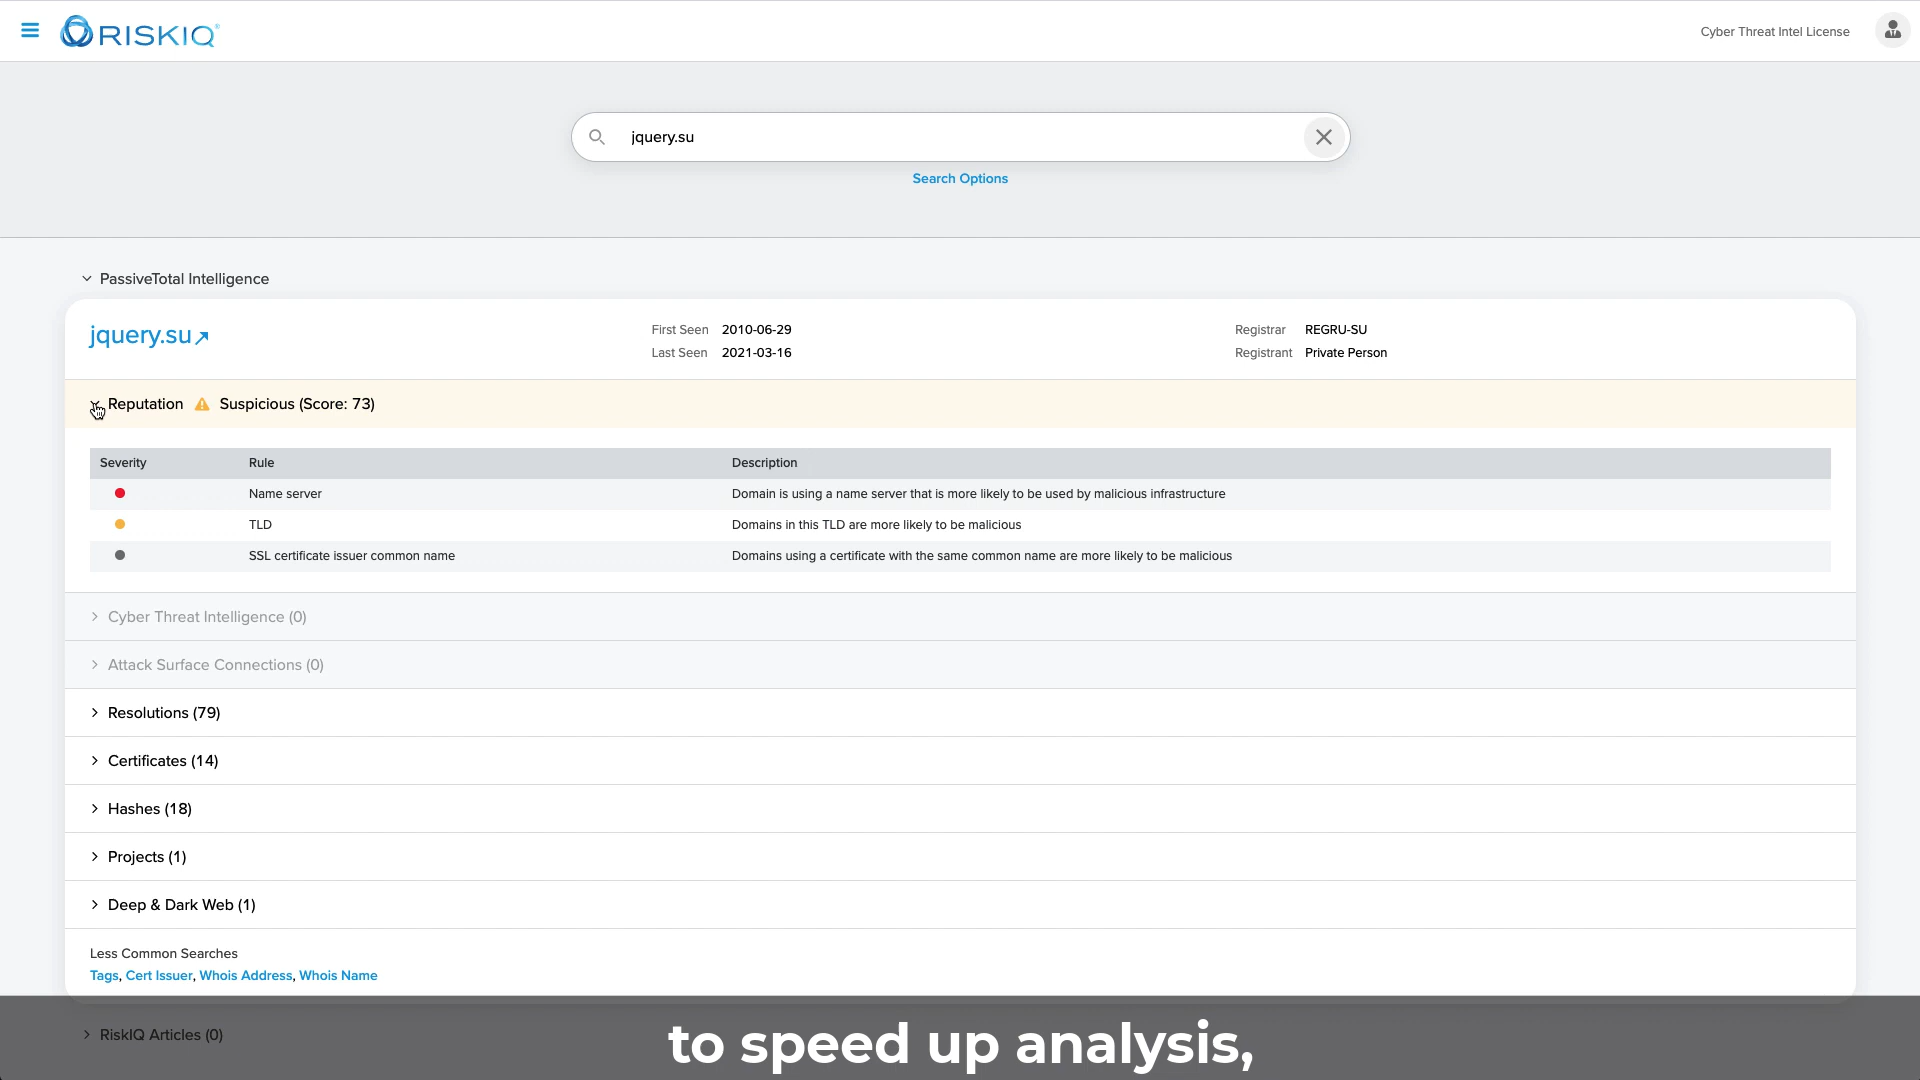 RISKIQ
Cyber Threat Intel License
jquery.su
Search Options
PassiveTotal Intelligence
jquery.su
First Seen 2010-06-29
Last Seen 2021-03-16
Registrar REGRU-SU
Registrant Private Person
Reputation Suspicious (Score: 73)
Severity Rule Description
Name server Domain is using a name server that is more likely to be used by malicious infrastructure
TLD Domains in this TLD are more likely to be malicious
SSL certificate issuer common name Domains using a certificate with the same common name are more likely to be malicious
Cyber Threat Intelligence (0)
Attack Surface Connections (0)
Resolutions (79)
Certificates (14)
Hashes (18)
Projects (1)
Deep & Dark Web (1)
Less Common Searches
Tags, Cert Issuer, Whois Address, Whois Name
RiskIQ Articles (0)
to speed up analysis,